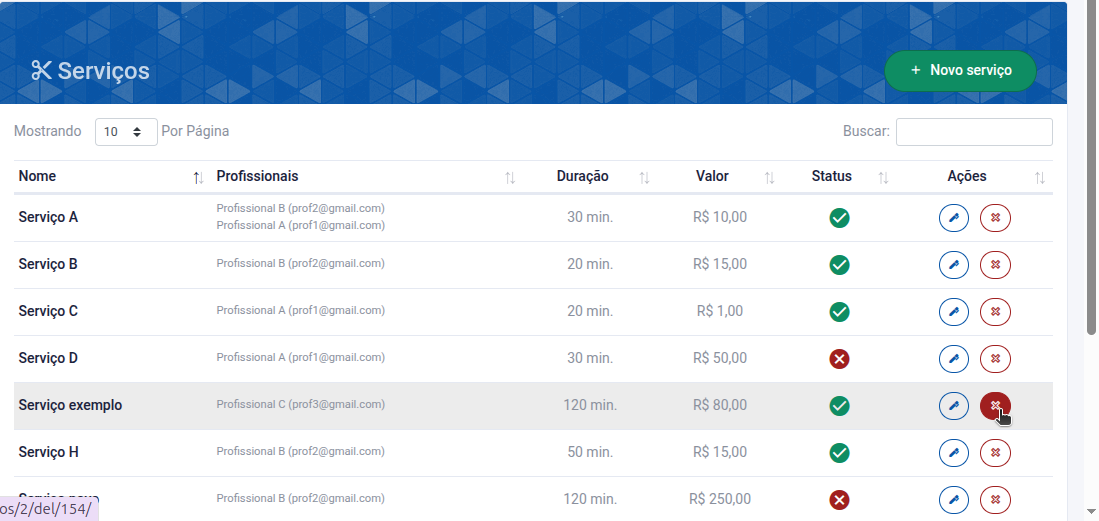 Serviços
+ Novo serviço
Mostrando 10 Por Página
Buscar:
Nome Profissionais Duração Valor Status Ações
Serviço A Profissional B (prof2@gmail.com) 30 min. R$ 10,00
Profissional A (prof1@gmail.com)
Serviço B Profissional B (prof2@gmail.com) 20 min. R$ 15,00
Serviço C Profissional A (prof1@gmail.com) 20 min. R$ 1,00
Serviço D Profissional A (prof1@gmail.com) 30 min. R$ 50,00
Serviço exemplo Profissional C (prof3@gmail.com) 120 min. R$ 80,00
Serviço H Profissional B (prof2@gmail.com) 50 min. R$ 15,00
Profissional B (prof2@gmail.com) 120 min. R$ 250,00
os/2/del/154/